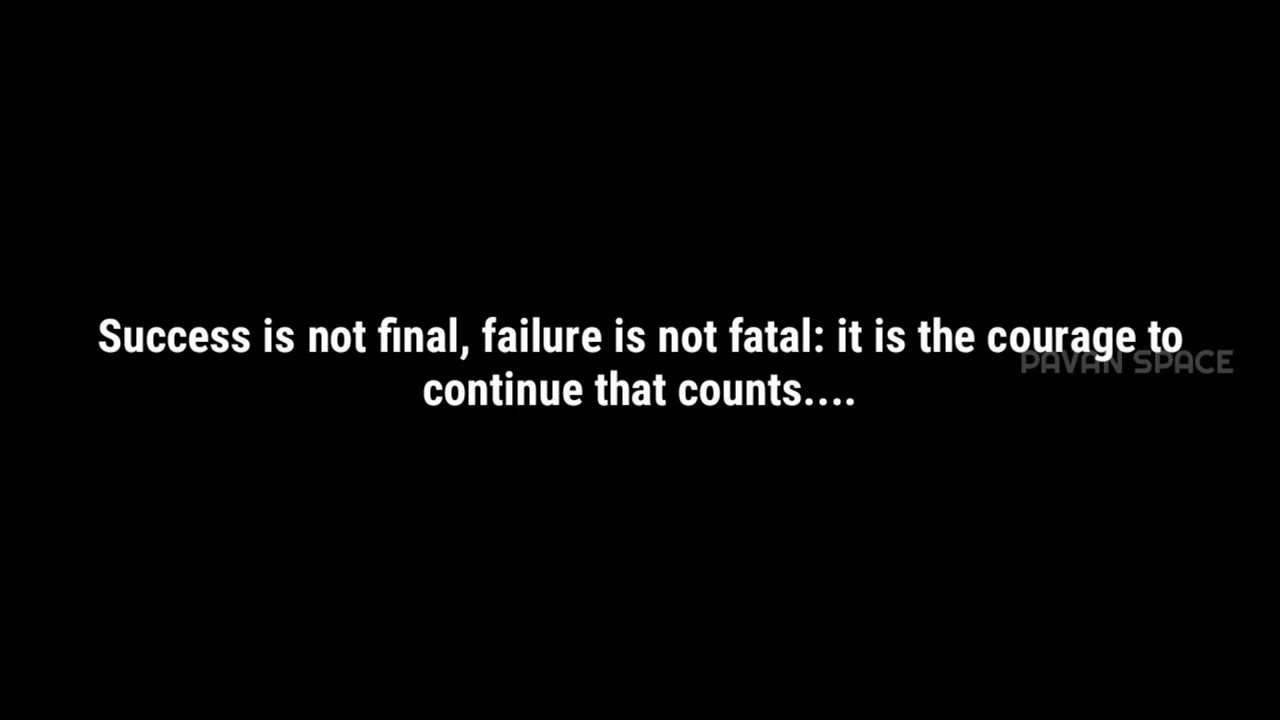 Success is not final, failure is not fatal: it is the courage to
PAVAN SPACE
continue that counts....